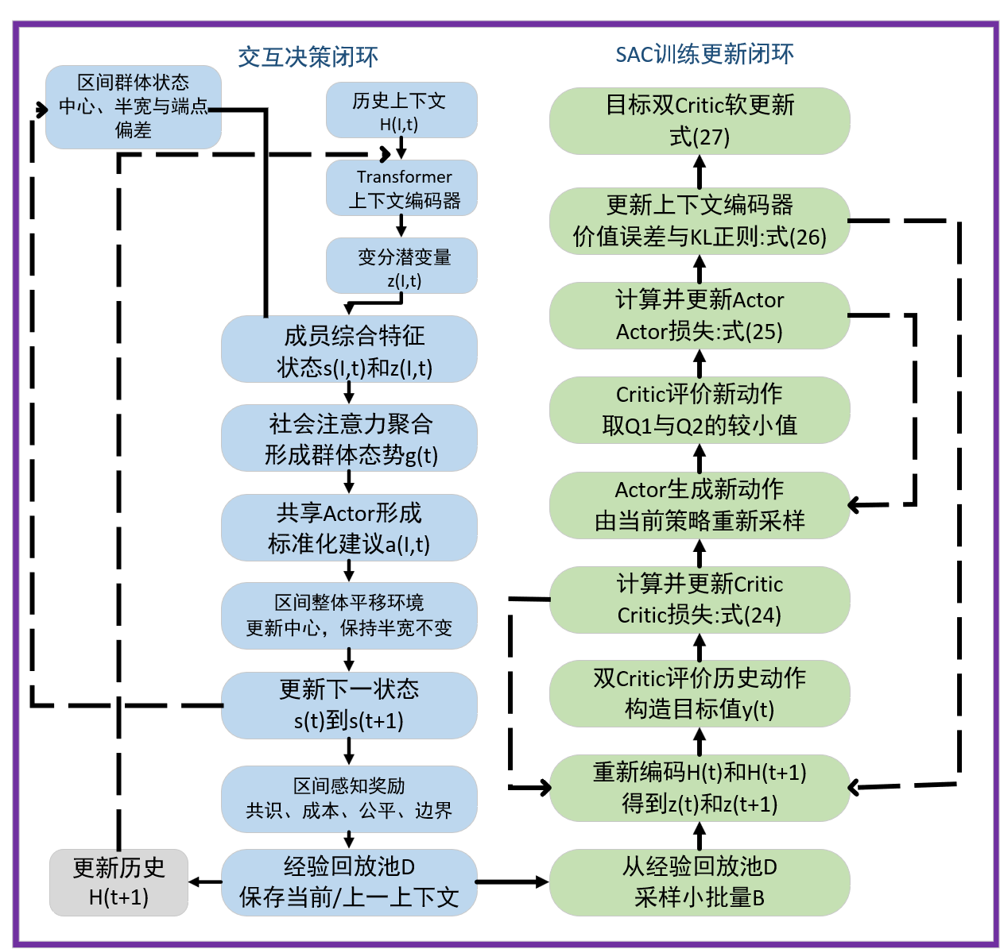 交互决策闭环
区间群体状态
中心、半宽与端点
偏差
历史上下文
H(I,t)
Transformer
上下文编码器
变分潜变量
z(I,t)
成员综合特征
状态s(I,t)和z(I,t)
社会注意力聚合
形成群体态势g(t)
共享Actor形成
标准化建议a(I,t)
区间整体平移环境
更新中心，保持半宽不变
更新下一状态
s(t)到s(t+1)
区间感知奖励
共识、成本、公平、边界
经验回放池D
保存当前/上一上下文
更新历史
H(t+1)
SAC训练更新闭环
目标双Critic软更新
式(27)
更新上下文编码器
价值误差与KL正则:式(26)
计算并更新Actor
Actor损失:式(25)
Critic评价新动作
取Q1与Q2的较小值
Actor生成新动作
由当前策略重新采样
计算并更新Critic
Critic损失:式(24)
双Critic评价历史动作
构造目标值y(t)
重新编码H(t)和H(t+1)
得到z(t)和z(t+1)
从经验回放池D
采样小批量B